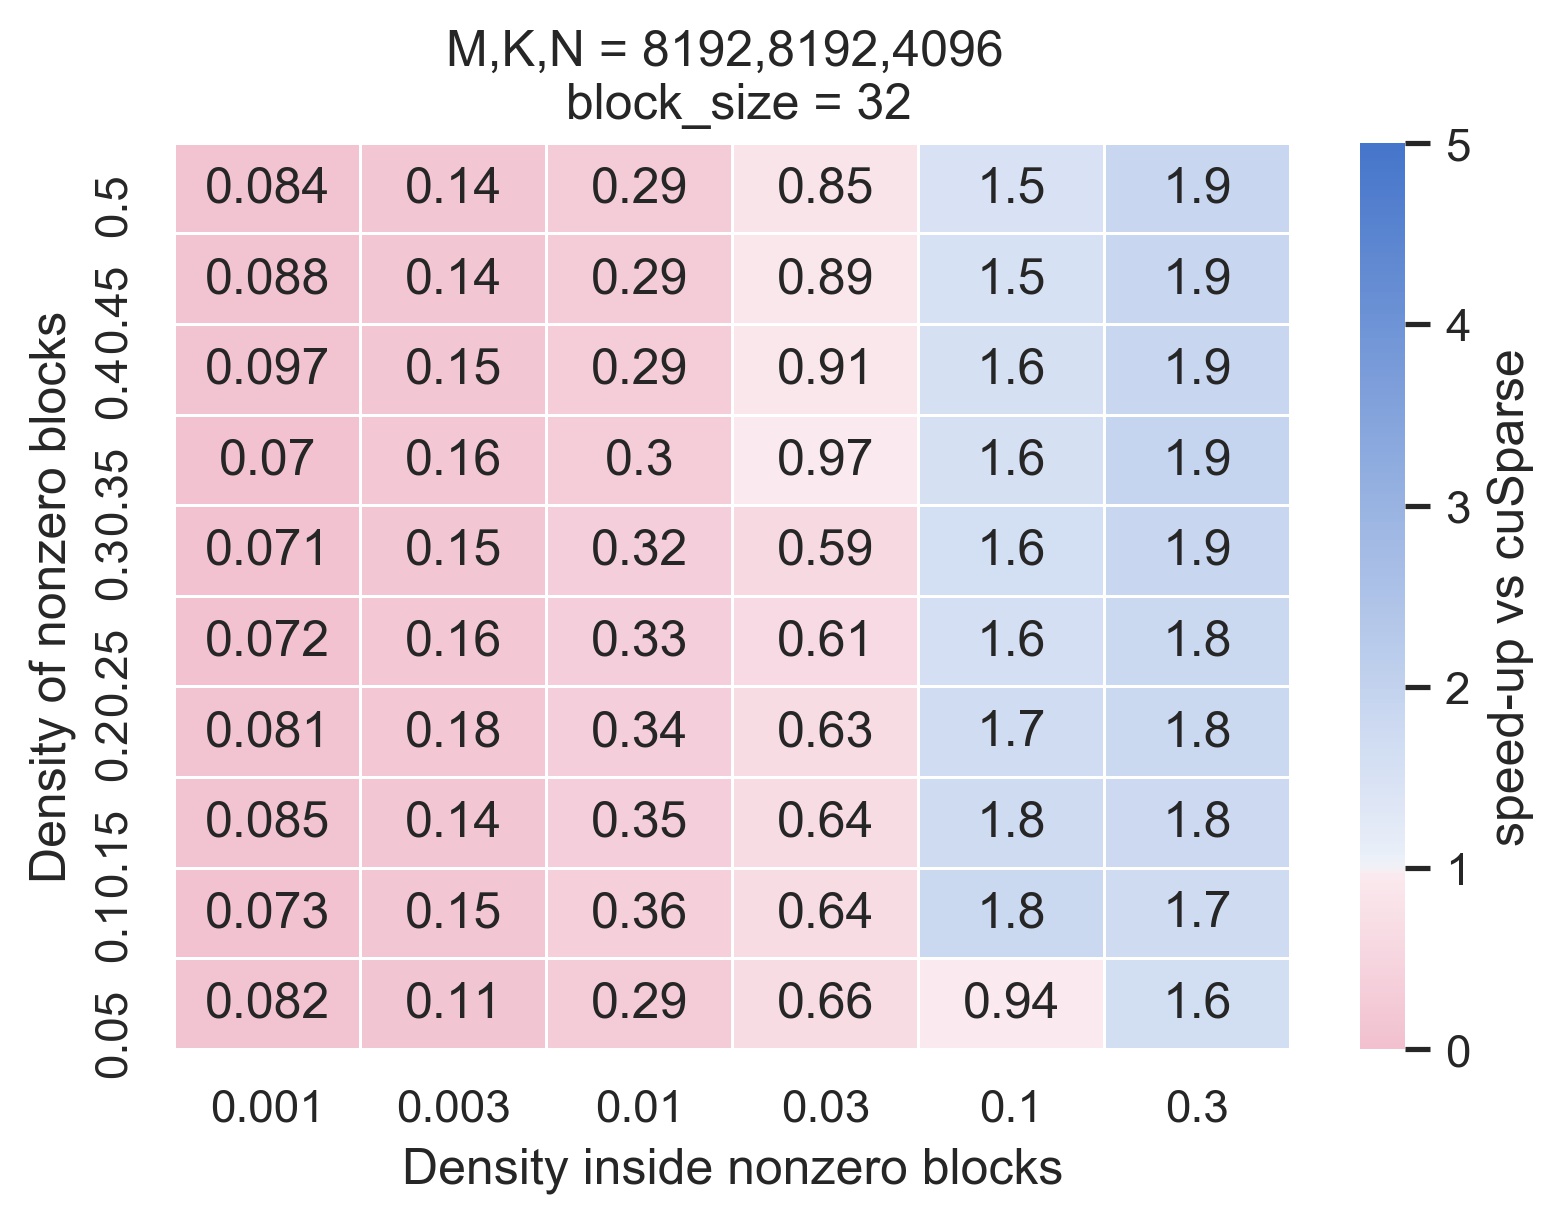 M,K,N = 8192,8192,4096
block_size = 32
Density of nonzero blocks
0.5 0.084 0.14 0.29 0.85 1.5 1.9
0.45 0.088 0.14 0.29 0.89 1.5 1.9
0.4 0.097 0.15 0.29 0.91 1.6 1.9
0.35 0.07 0.16 0.3 0.97 1.6 1.9
0.3 0.071 0.15 0.32 0.59 1.6 1.9
0.25 0.072 0.16 0.33 0.61 1.6 1.8
0.2 0.081 0.18 0.34 0.63 1.7 1.8
0.15 0.085 0.14 0.35 0.64 1.8 1.8
0.1 0.073 0.15 0.36 0.64 1.8 1.7
0.05 0.082 0.11 0.29 0.66 0.94 1.6
0.001 0.003 0.01 0.03 0.1 0.3
Density inside nonzero blocks
5
4
3
2
1
0
speed-up vs cuSparse